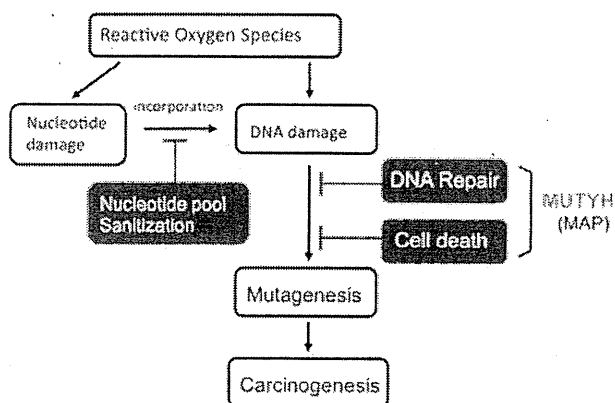 Reactive Oxygen Species
incorporation
Nucleotide
damage
DNA damage
Nucleotide pool
Sanitization
DNA Repair
Cell death
MUTYH
(MAP)
Mutagenesis
Carcinogenesis